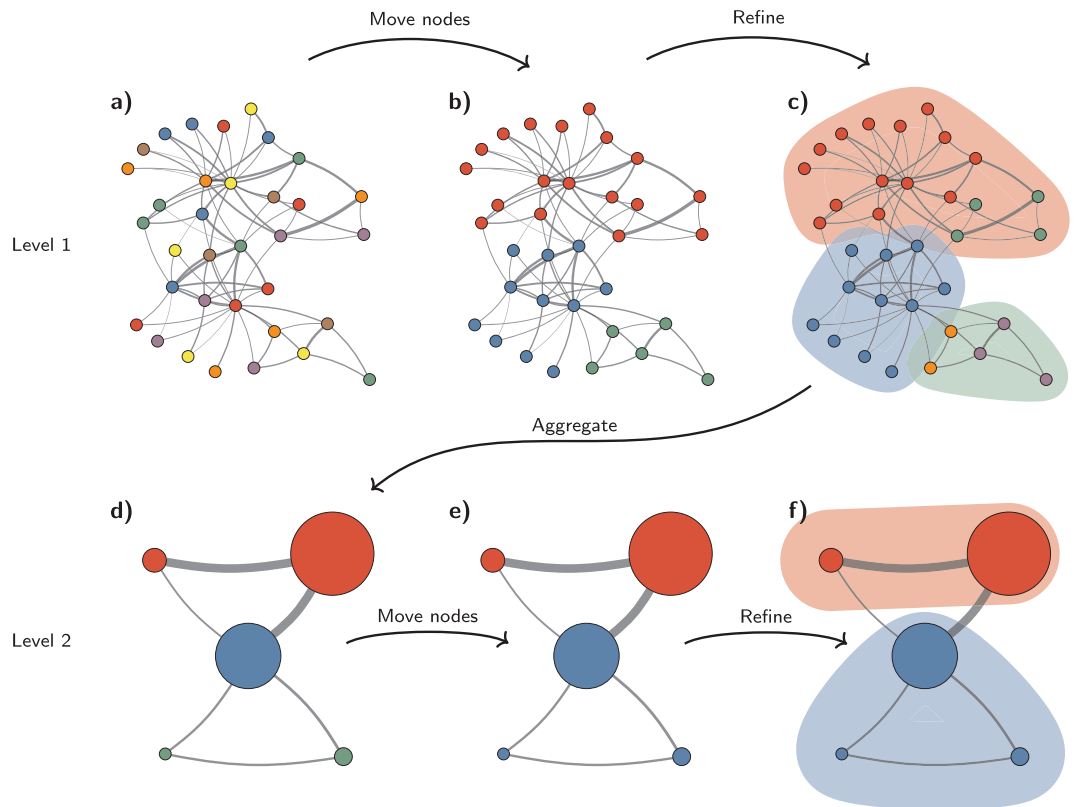 Move nodes
Refine
a)
b)
c)
Level 1
Aggregate
d)
e)
f)
Move nodes
Refine
Level 2